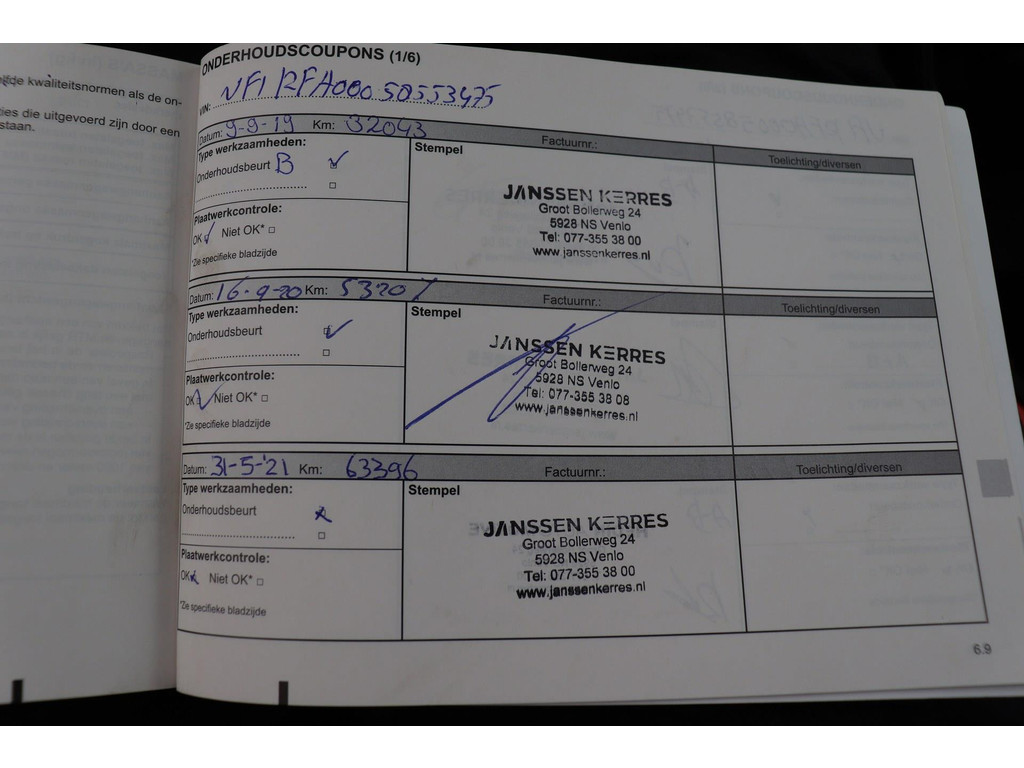 kwaliteitsnormen als de on-
ties die uitgevoerd zijn door een
staan.
ONDERHOUDSCOUPONS (1/6)
VIN: VF1 RFA000 50553475
Datum: 9-9-19 Km: 32043 Factuurnr.: Toelichting/diversen
Type werkzaamheden:
Onderhoudsbeurt B
Stempel
JANSSEN KERRES
Groot Bollerweg 24
5928 NS Venlo
Tel: 077-355 38 00
www.janssenkerres.nl
Plaatwerkcontrole:
OK Niet OK*
*Zie specifieke bladzijde
Datum: 16-9-20 Km: 53207 Factuurnr.: Toelichting/diversen
Type werkzaamheden:
Onderhoudsbeurt
Stempel
JANSSEN KERRES
Groot Bollerweg 24
5928 NS Venlo
Tel: 077-355 38 08
www.janssenkerres.nl
Plaatwerkcontrole:
OK Niet OK*
*Zie specifieke bladzijde
Datum: 31-5-'21 Km: 63396 Factuurnr.: Toelichting/diversen
Type werkzaamheden:
Onderhoudsbeurt
Stempel
JANSSEN KERRES
Groot Bollerweg 24
5928 NS Venlo
Tel: 077-355 38 00
www.janssenkerres.nl
Plaatwerkcontrole:
OK Niet OK*
*Zie specifieke bladzijde
6.9